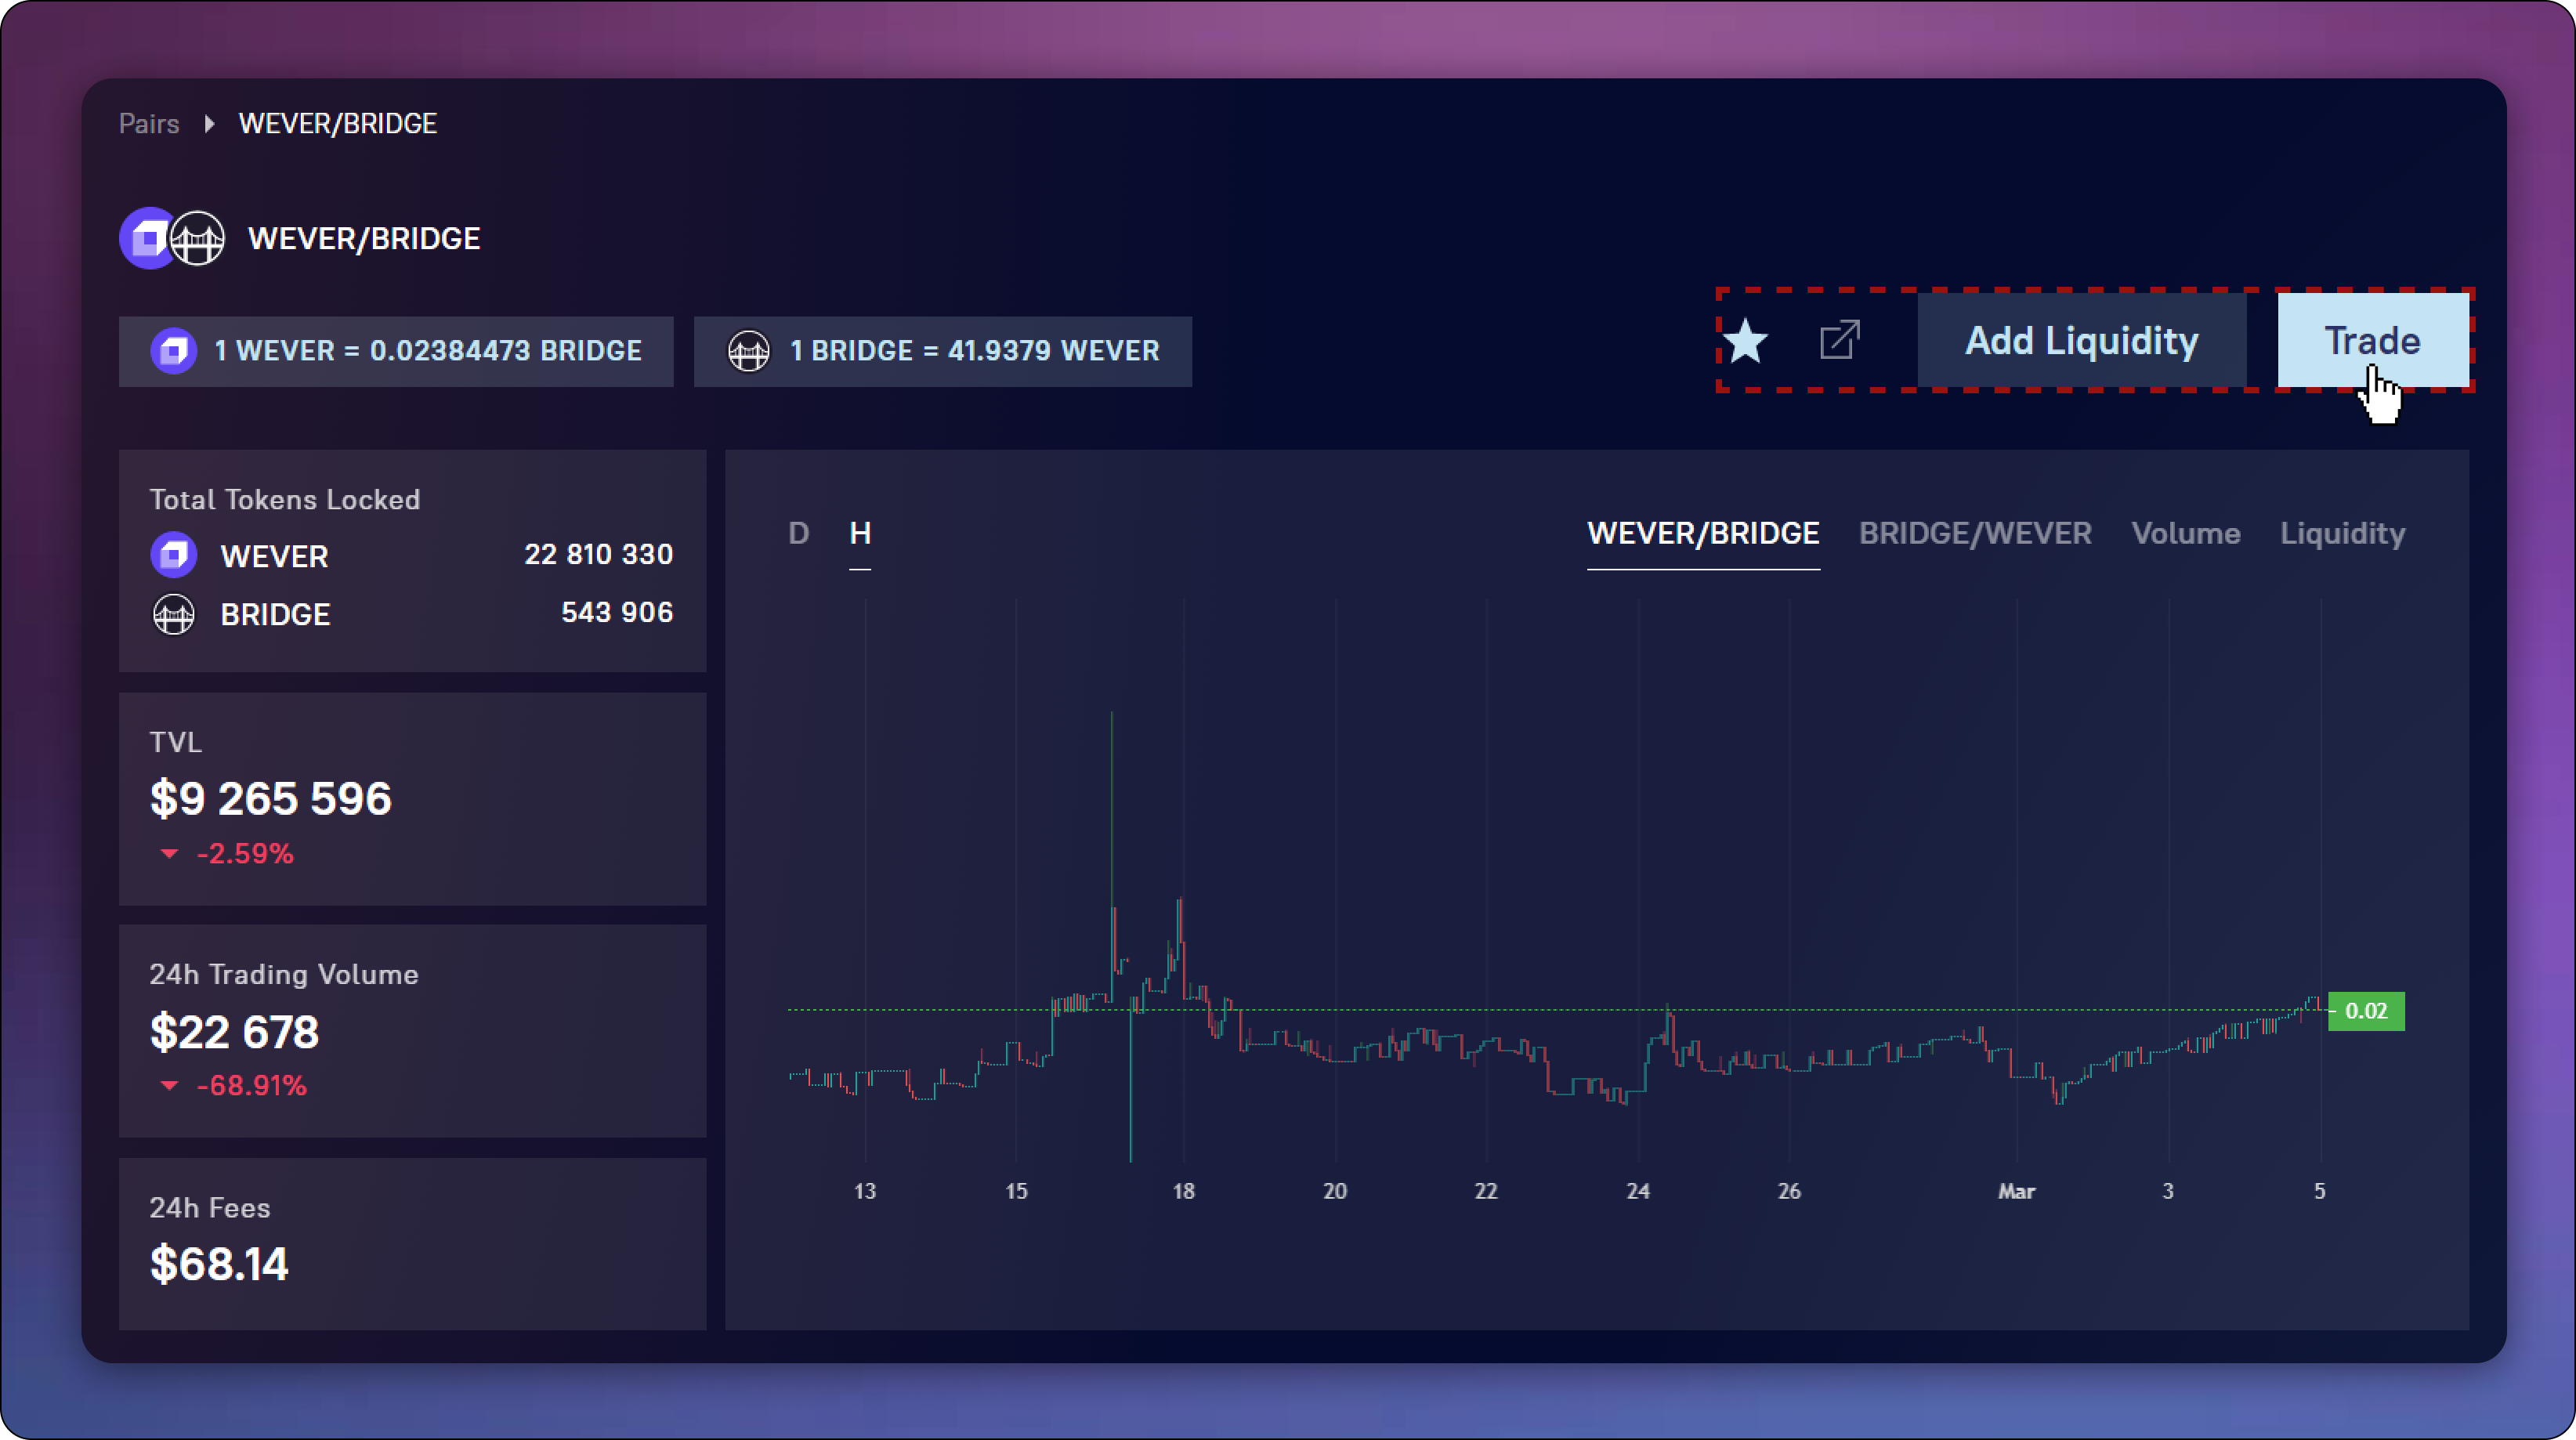 Pairs WEVER/BRIDGE
WEVER/BRIDGE
1 WEVER = 0.02384473 BRIDGE
1 BRIDGE = 41.9379 WEVER
Add Liquidity
Trade
Total Tokens Locked
WEVER 22 810 330
BRIDGE 543 906
TVL
$9 265 596
-2.59%
24h Trading Volume
$22 678
-68.91%
24h Fees
$68.14
D H
WEVER/BRIDGE BRIDGE/WEVER Volume Liquidity
0.02
13 15 18 20 22 24 26 Mar 3 5